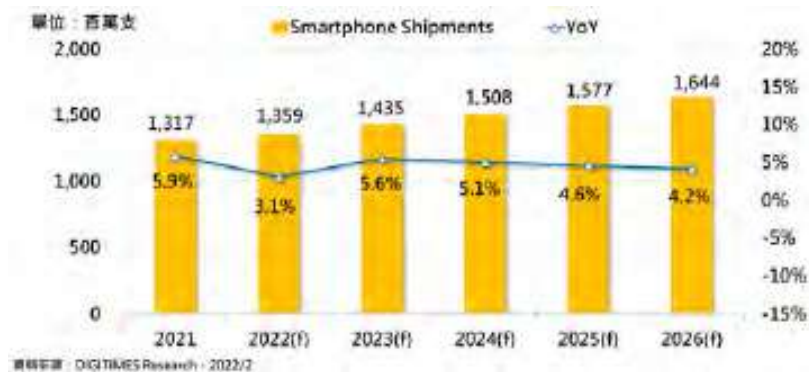 單位：百萬支
Smartphone Shipments
YoY
2,000
1,500
1,000
500
0
20%
15%
10%
5%
0%
-5%
-10%
-15%
1,317
1,359
1,435
1,508
1,577
1,644
5.9%
3.1%
5.6%
5.1%
4.6%
4.2%
2021
2022(f)
2023(f)
2024(f)
2025(f)
2026(f)
資料來源：DIGITIMES Research，2022/2